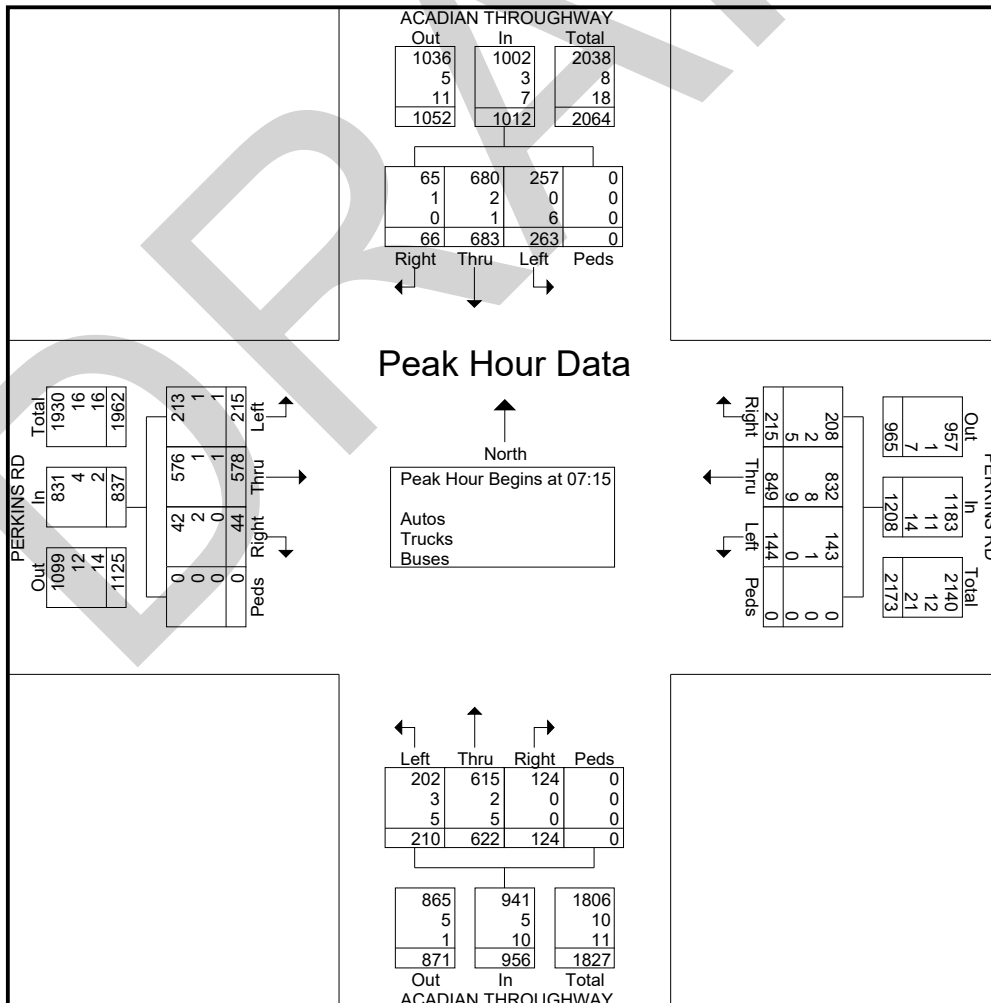 ACADIAN THROUGHWAY
Out In Total
1036 1002 2038
5 3 8
11 7 18
1052 1012 2064
65 680 257 0
1 2 0 0
0 1 6 0
66 683 263 0
Right Thru Left Peds
Peak Hour Data
North
Peak Hour Begins at 07:15
Autos
Trucks
Buses
PERKINS RD
Total In Out
1930 831 1099
16 4 12
16 2 14
1962 837 1125
213 576 42 0
1 1 2 0
1 1 0 0
215 578 44 0
Left Thru Right Peds
PERKINS RD
Out In Total
957 1183 2140
1 11 12
7 14 21
965 1208 2173
208 832 143 0
2 8 1 0
5 9 0 0
215 849 144 0
Right Thru Left Peds
Left Thru Right Peds
202 615 124 0
3 2 0 0
5 5 0 0
210 622 124 0
865 941 1806
5 5 10
1 10 11
871 956 1827
Out In Total
ACADIAN THROUGHWAY
DRA